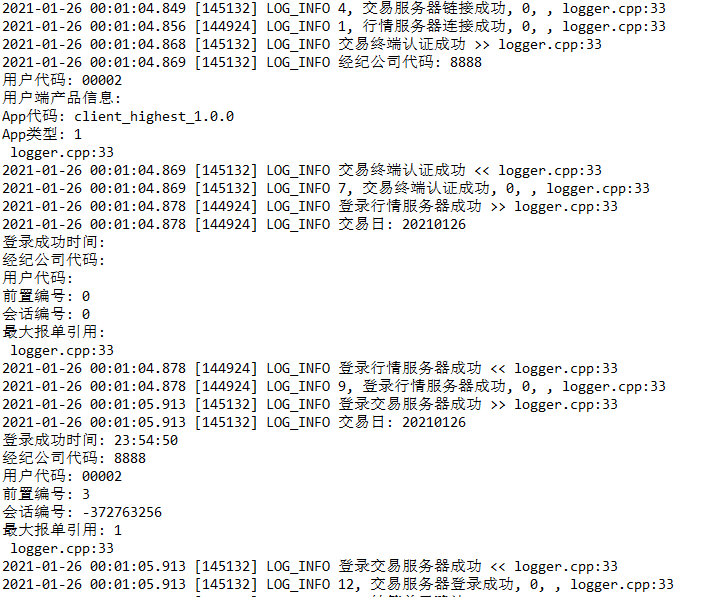 2021-01-26 00:01:04.849 [145132] LOG_INFO 4, 交易服务器链接成功, 0, , logger.cpp:33
2021-01-26 00:01:04.856 [144924] LOG_INFO 1, 行情服务器连接成功, 0, , logger.cpp:33
2021-01-26 00:01:04.868 [145132] LOG_INFO 交易终端认证成功 >> logger.cpp:33
2021-01-26 00:01:04.869 [145132] LOG_INFO 经纪公司代码: 8888
用户代码: 00002
用户端产品信息:
App代码: client_highest_1.0.0
App类型: 1
 logger.cpp:33
2021-01-26 00:01:04.869 [145132] LOG_INFO 交易终端认证成功 << logger.cpp:33
2021-01-26 00:01:04.869 [145132] LOG_INFO 7, 交易终端认证成功, 0, , logger.cpp:33
2021-01-26 00:01:04.878 [144924] LOG_INFO 登录行情服务器成功 >> logger.cpp:33
2021-01-26 00:01:04.878 [144924] LOG_INFO 交易日: 20210126
登录成功时间:
经纪公司代码:
用户代码:
前置编号: 0
会话编号: 0
最大报单引用:
 logger.cpp:33
2021-01-26 00:01:04.878 [144924] LOG_INFO 登录行情服务器成功 << logger.cpp:33
2021-01-26 00:01:04.878 [144924] LOG_INFO 9, 登录行情服务器成功, 0, , logger.cpp:33
2021-01-26 00:01:05.913 [145132] LOG_INFO 登录交易服务器成功 >> logger.cpp:33
2021-01-26 00:01:05.913 [145132] LOG_INFO 交易日: 20210126
登录成功时间: 23:54:50
经纪公司代码: 8888
用户代码: 00002
前置编号: 3
会话编号: -372763256
最大报单引用: 1
 logger.cpp:33
2021-01-26 00:01:05.913 [145132] LOG_INFO 登录交易服务器成功 << logger.cpp:33
2021-01-26 00:01:05.913 [145132] LOG_INFO 12, 交易服务器登录成功, 0, , logger.cpp:33